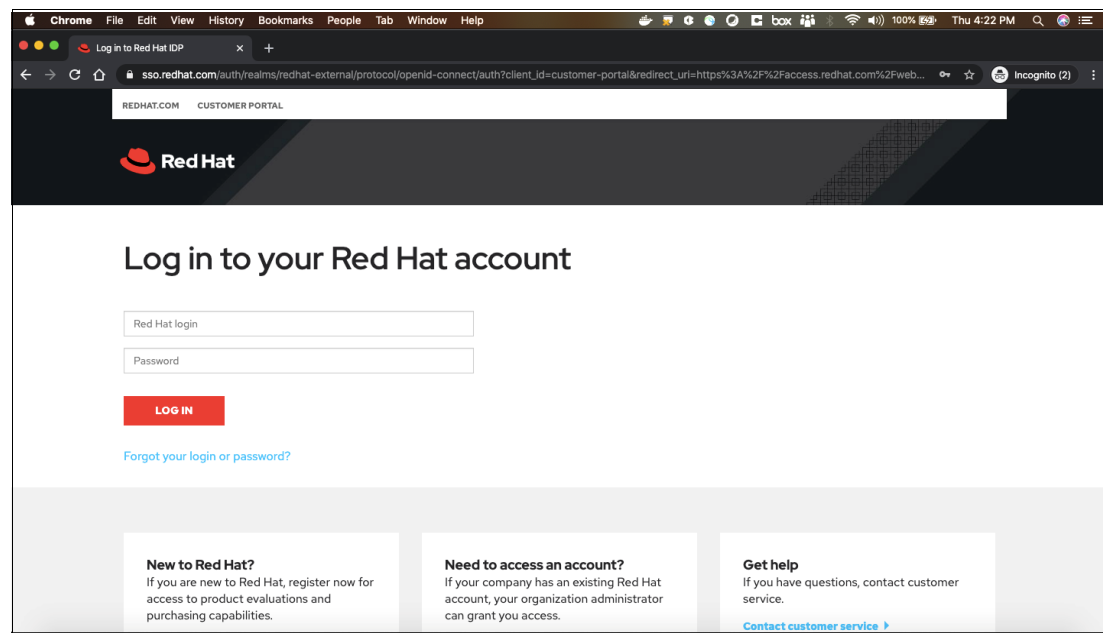 Chrome File Edit View History Bookmarks People Tab Window Help box 100% Thu 4:22 PM
Log in to Red Hat IDP
sso.redhat.com/auth/realms/redhat-external/protocol/openid-connect/auth?client_id=customer-portal&redirect_uri=https%3A%2F%2Faccess.redhat.com%2Fweb... Incognito (2)
REDHAT.COM CUSTOMER PORTAL
Red Hat
Log in to your Red Hat account
Red Hat login
Password
LOG IN
Forgot your login or password?
New to Red Hat?
If you are new to Red Hat, register now for
access to product evaluations and
purchasing capabilities.
Need to access an account?
If your company has an existing Red Hat
account, your organization administrator
can grant you access.
Get help
If you have questions, contact customer
service.
Contact customer service